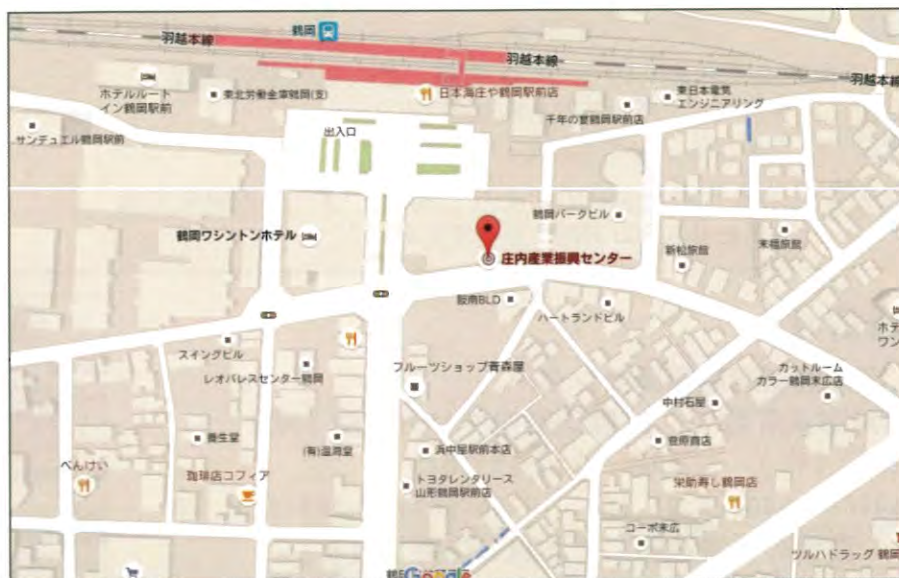 鶴岡
羽越本線
羽越本線
羽越本線
ホテルルート
イン鶴岡駅前
東北労働金庫鶴岡(支)
日本海庄や鶴岡駅前店
東日本電気
エンジニアリング
千年の宴鶴岡駅前店
出入口
サンデュエル鶴岡駅前
鶴岡パークビル
鶴岡ワシントンホテル
庄内産業振興センター
新松旅館
末福旅館
ホテ
ワン
ハートランドビル
スイングビル
レオパレスセンター鶴岡
フルーツショップ青森屋
カットルーム
カラー鶴岡末広店
中村石屋
養生堂
浜中屋駅前本店
べんけい
珈琲店コフィア
トヨタレンタリース
山形鶴岡駅前店
栄助寿し鶴岡店
コーポ末広
ツルハドラッグ 鶴岡
Google